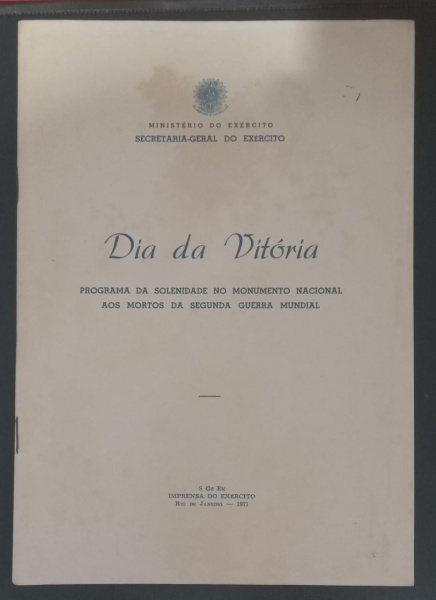 MINISTÉRIO DO EXÉRCITO
SECRETARIA-GERAL DO EXÉRCITO
Dia da Vitória
PROGRAMA DA SOLENIDADE NO MONUMENTO NACIONAL
AOS MORTOS DA SEGUNDA GUERRA MUNDIAL
S Ge Ex
IMPRENSA DO EXÉRCITO
RIO DE JANEIRO — 1971